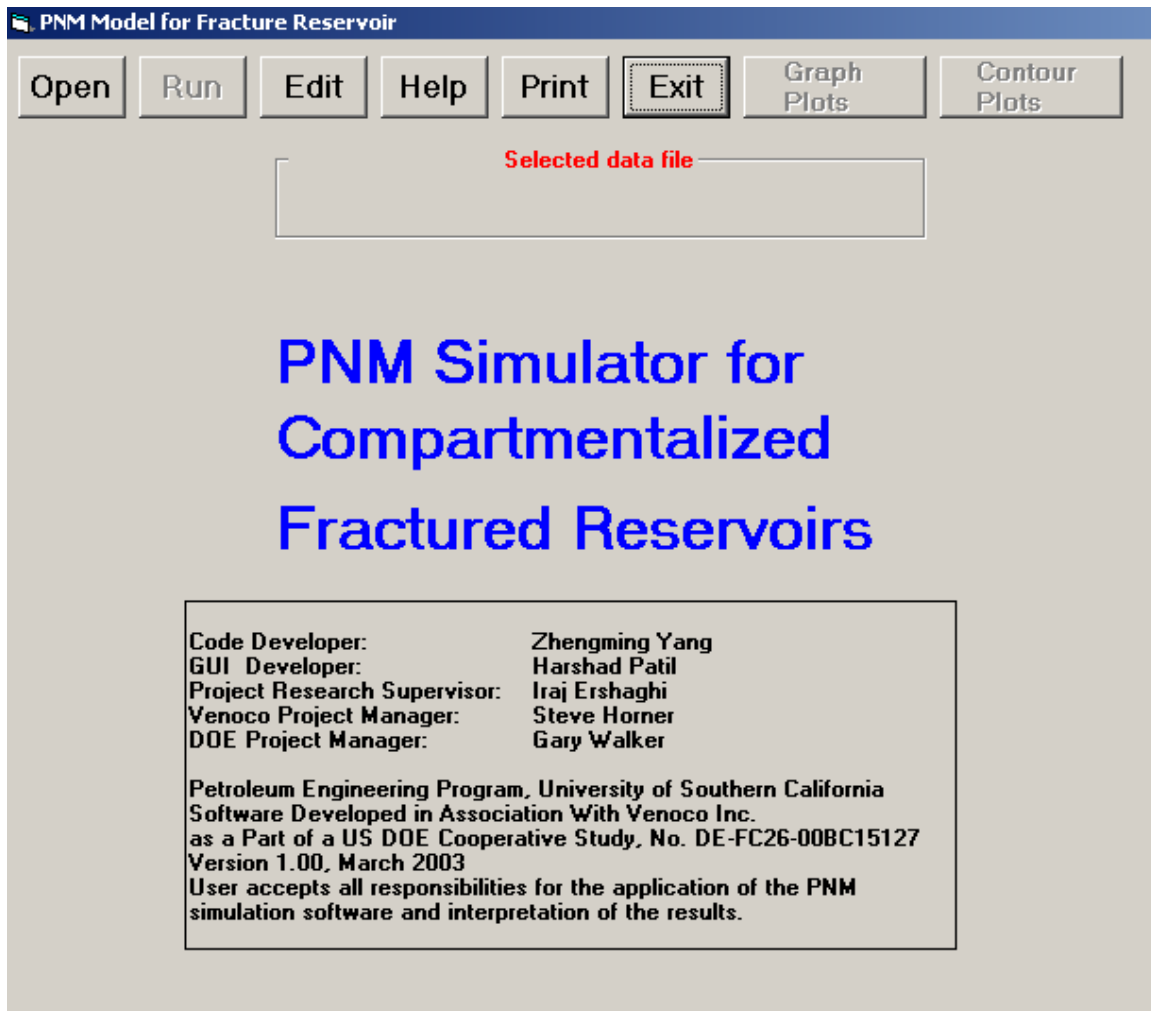 PNM Model for Fracture Reservoir
Open Run Edit Help Print Exit Graph Plots Contour Plots
Selected data file
PNM Simulator for
Compartmentalized
Fractured Reservoirs
Code Developer: Zhengming Yang
GUI Developer: Harshad Patil
Project Research Supervisor: Iraj Ershaghi
Venoco Project Manager: Steve Horner
DOE Project Manager: Gary Walker
Petroleum Engineering Program, University of Southern California
Software Developed in Association With Venoco Inc.
as a Part of a US DOE Cooperative Study, No. DE-FC26-00BC15127
Version 1.00, March 2003
User accepts all responsibilities for the application of the PNM
simulation software and interpretation of the results.